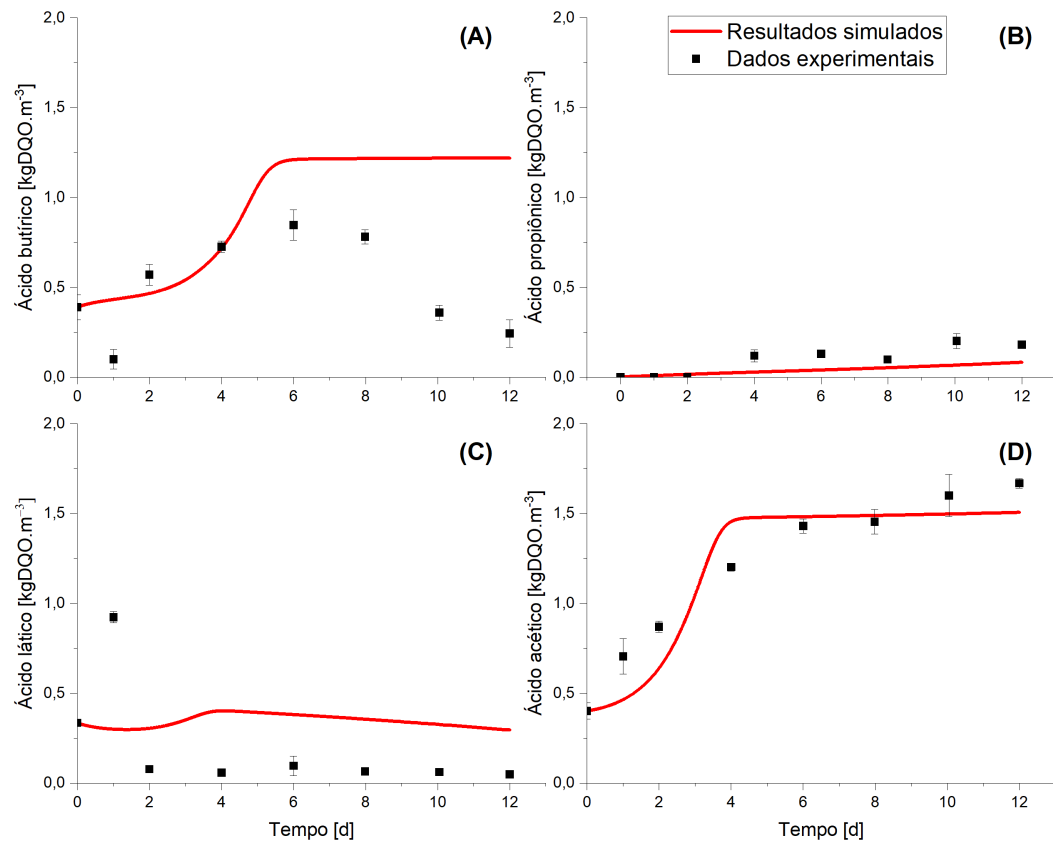 (A)
Ácido butírico [kgDQO.m-3]
2,0
1,5
1,0
0,5
0,0
0 2 4 6 8 10 12
Resultados simulados
Dados experimentais
(B)
Ácido propiônico [kgDQO.m-3]
2,0
1,5
1,0
0,5
0,0
0 2 4 6 8 10 12
(C)
Ácido lático [kgDQO.m-3]
2,0
1,5
1,0
0,5
0,0
0 2 4 6 8 10 12
Tempo [d]
(D)
Ácido acético [kgDQO.m-3]
2,0
1,5
1,0
0,5
0,0
0 2 4 6 8 10 12
Tempo [d]